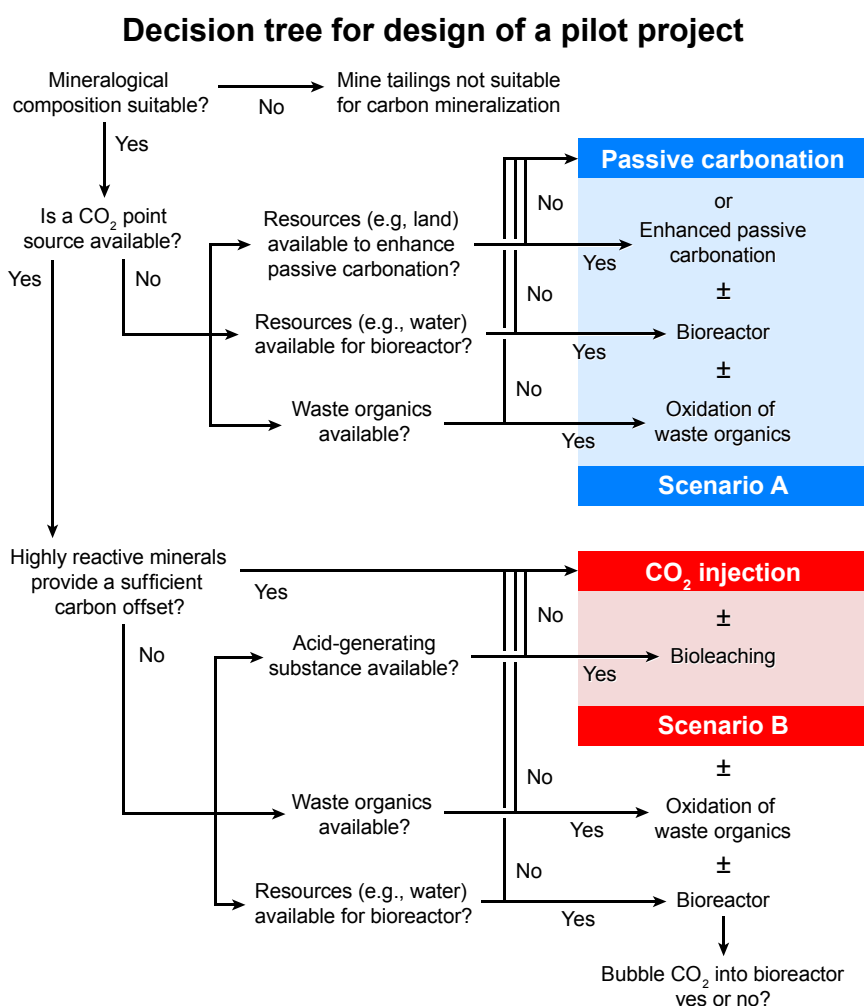 Decision tree for design of a pilot project
Mineralogical
composition suitable?
No
Mine tailings not suitable
for carbon mineralization
Yes
Is a CO₂ point
source available?
Yes
No
Resources (e.g, land)
available to enhance
passive carbonation?
No
Yes
Passive carbonation
or
Enhanced passive
carbonation
±
Resources (e.g., water)
available for bioreactor?
No
Yes
Bioreactor
±
Waste organics
available?
No
Yes
Oxidation of
waste organics
Scenario A
Highly reactive minerals
provide a sufficient
carbon offset?
Yes
No
CO₂ injection
±
Acid-generating
substance available?
No
Yes
Bioleaching
Scenario B
±
Waste organics
available?
No
Yes
Oxidation of
waste organics
±
Resources (e.g., water)
available for bioreactor?
No
Yes
Bioreactor
Bubble CO₂ into bioreactor
yes or no?